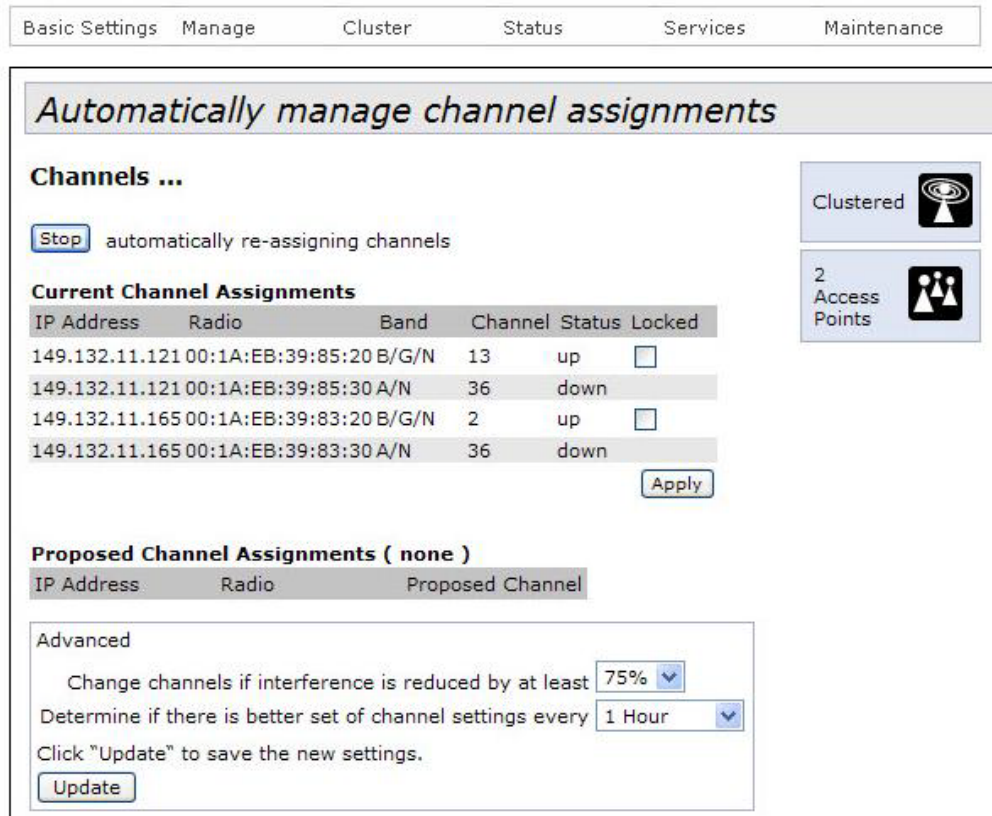 Basic Settings Manage Cluster Status Services Maintenance
Automatically manage channel assignments
Channels ...
Stop automatically re-assigning channels
Current Channel Assignments
IP Address Radio Band Channel Status Locked
149.132.11.121 00:1A:EB:39:85:20 B/G/N 13 up
149.132.11.121 00:1A:EB:39:85:30 A/N 36 down
149.132.11.165 00:1A:EB:39:83:20 B/G/N 2 up
149.132.11.165 00:1A:EB:39:83:30 A/N 36 down
Apply
Proposed Channel Assignments ( none )
IP Address Radio Proposed Channel
Advanced
Change channels if interference is reduced by at least 75%
Determine if there is better set of channel settings every 1 Hour
Click "Update" to save the new settings.
Update
Clustered
2
Access
Points